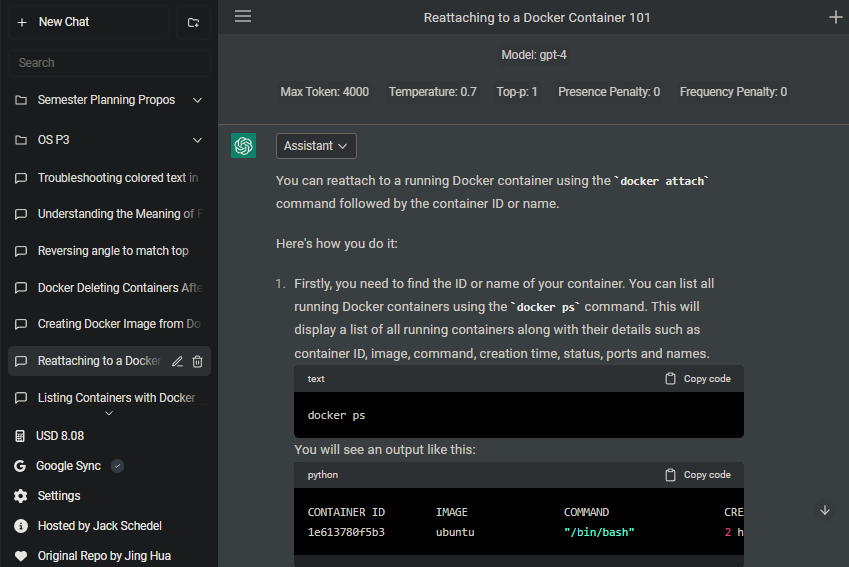 New Chat
Search
Semester Planning Propos
OS P3
Troubleshooting colored text in
Understanding the Meaning of
Reversing angle to match top
Docker Deleting Containers Afte
Creating Docker Image from Do
Reattaching to a Docker
Listing Containers with Docker
USD 8.08
Google Sync
Settings
Hosted by Jack Schedel
Original Repo by Jing Hua
Reattaching to a Docker Container 101
Model: gpt-4
Max Token: 4000 Temperature: 0.7 Top-p: 1 Presence Penalty: 0 Frequency Penalty: 0
Assistant
You can reattach to a running Docker container using the `docker attach`
command followed by the container ID or name.
Here's how you do it:
1. Firstly, you need to find the ID or name of your container. You can list all
running Docker containers using the `docker ps` command. This will
display a list of all running containers along with their details such as
container ID, image, command, creation time, status, ports and names.
text Copy code
docker ps
You will see an output like this:
python Copy code
CONTAINER ID IMAGE COMMAND CRE
1e613780f5b3 ubuntu "/bin/bash" 2 h